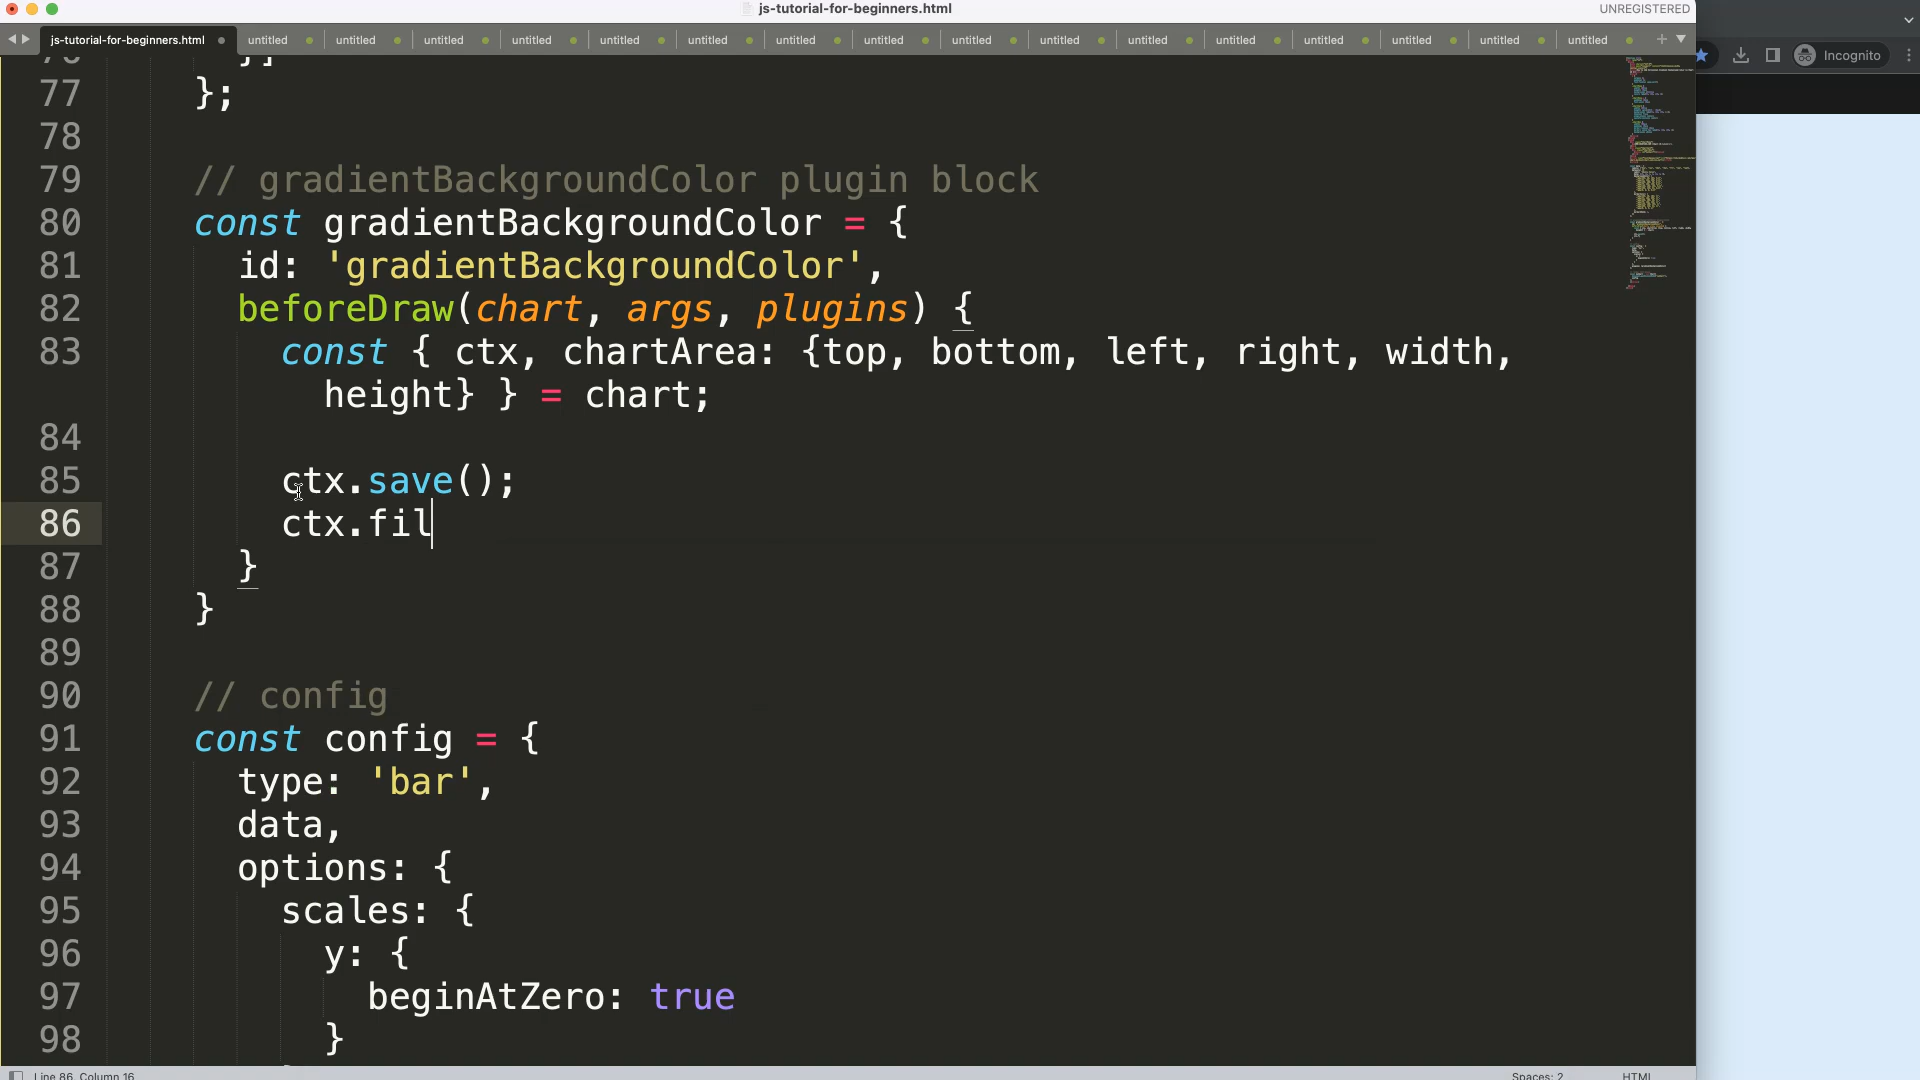 js-tutorial-for-beginners.html
UNREGISTERED
js-tutorial-for-beginners.html untitled untitled untitled untitled untitled untitled untitled untitled untitled untitled untitled untitled untitled untitled untitled untitled
Incognito
77 };
78
79 // gradientBackgroundColor plugin block
80 const gradientBackgroundColor = {
81 id: 'gradientBackgroundColor',
82 beforeDraw(chart, args, plugins) {
83 const { ctx, chartArea: {top, bottom, left, right, width,
height} } = chart;
84
85 ctx.save();
86 ctx.fil
87 }
88 }
89
90 // config
91 const config = {
92 type: 'bar',
93 data,
94 options: {
95 scales: {
96 y: {
97 beginAtZero: true
98 }
Line 86, Column 16
Spaces: 2
HTML